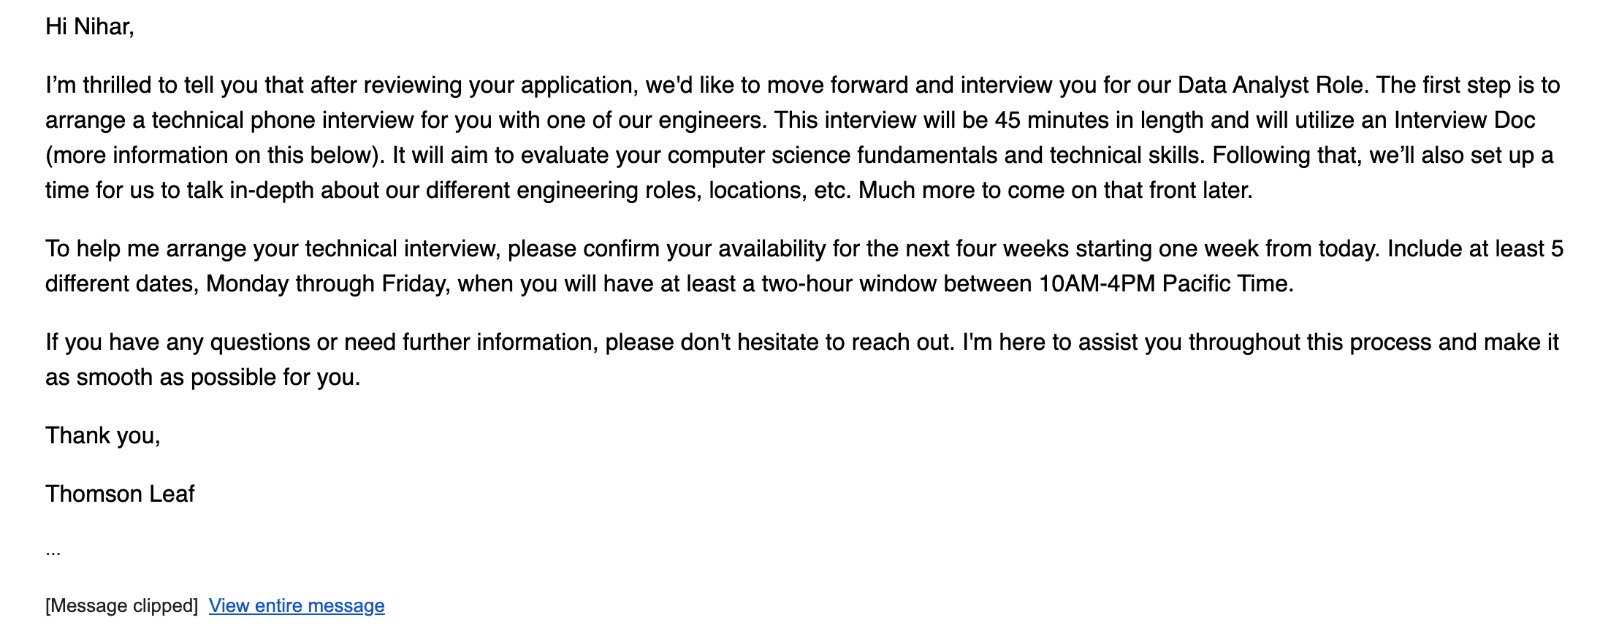 Hi Nihar,
I’m thrilled to tell you that after reviewing your application, we'd like to move forward and interview you for our Data Analyst Role. The first step is to
arrange a technical phone interview for you with one of our engineers. This interview will be 45 minutes in length and will utilize an Interview Doc
(more information on this below). It will aim to evaluate your computer science fundamentals and technical skills. Following that, we’ll also set up a
time for us to talk in-depth about our different engineering roles, locations, etc. Much more to come on that front later.
To help me arrange your technical interview, please confirm your availability for the next four weeks starting one week from today. Include at least 5
different dates, Monday through Friday, when you will have at least a two-hour window between 10AM-4PM Pacific Time.
If you have any questions or need further information, please don't hesitate to reach out. I'm here to assist you throughout this process and make it
as smooth as possible for you.
Thank you,
Thomson Leaf
...
[Message clipped]  View entire message